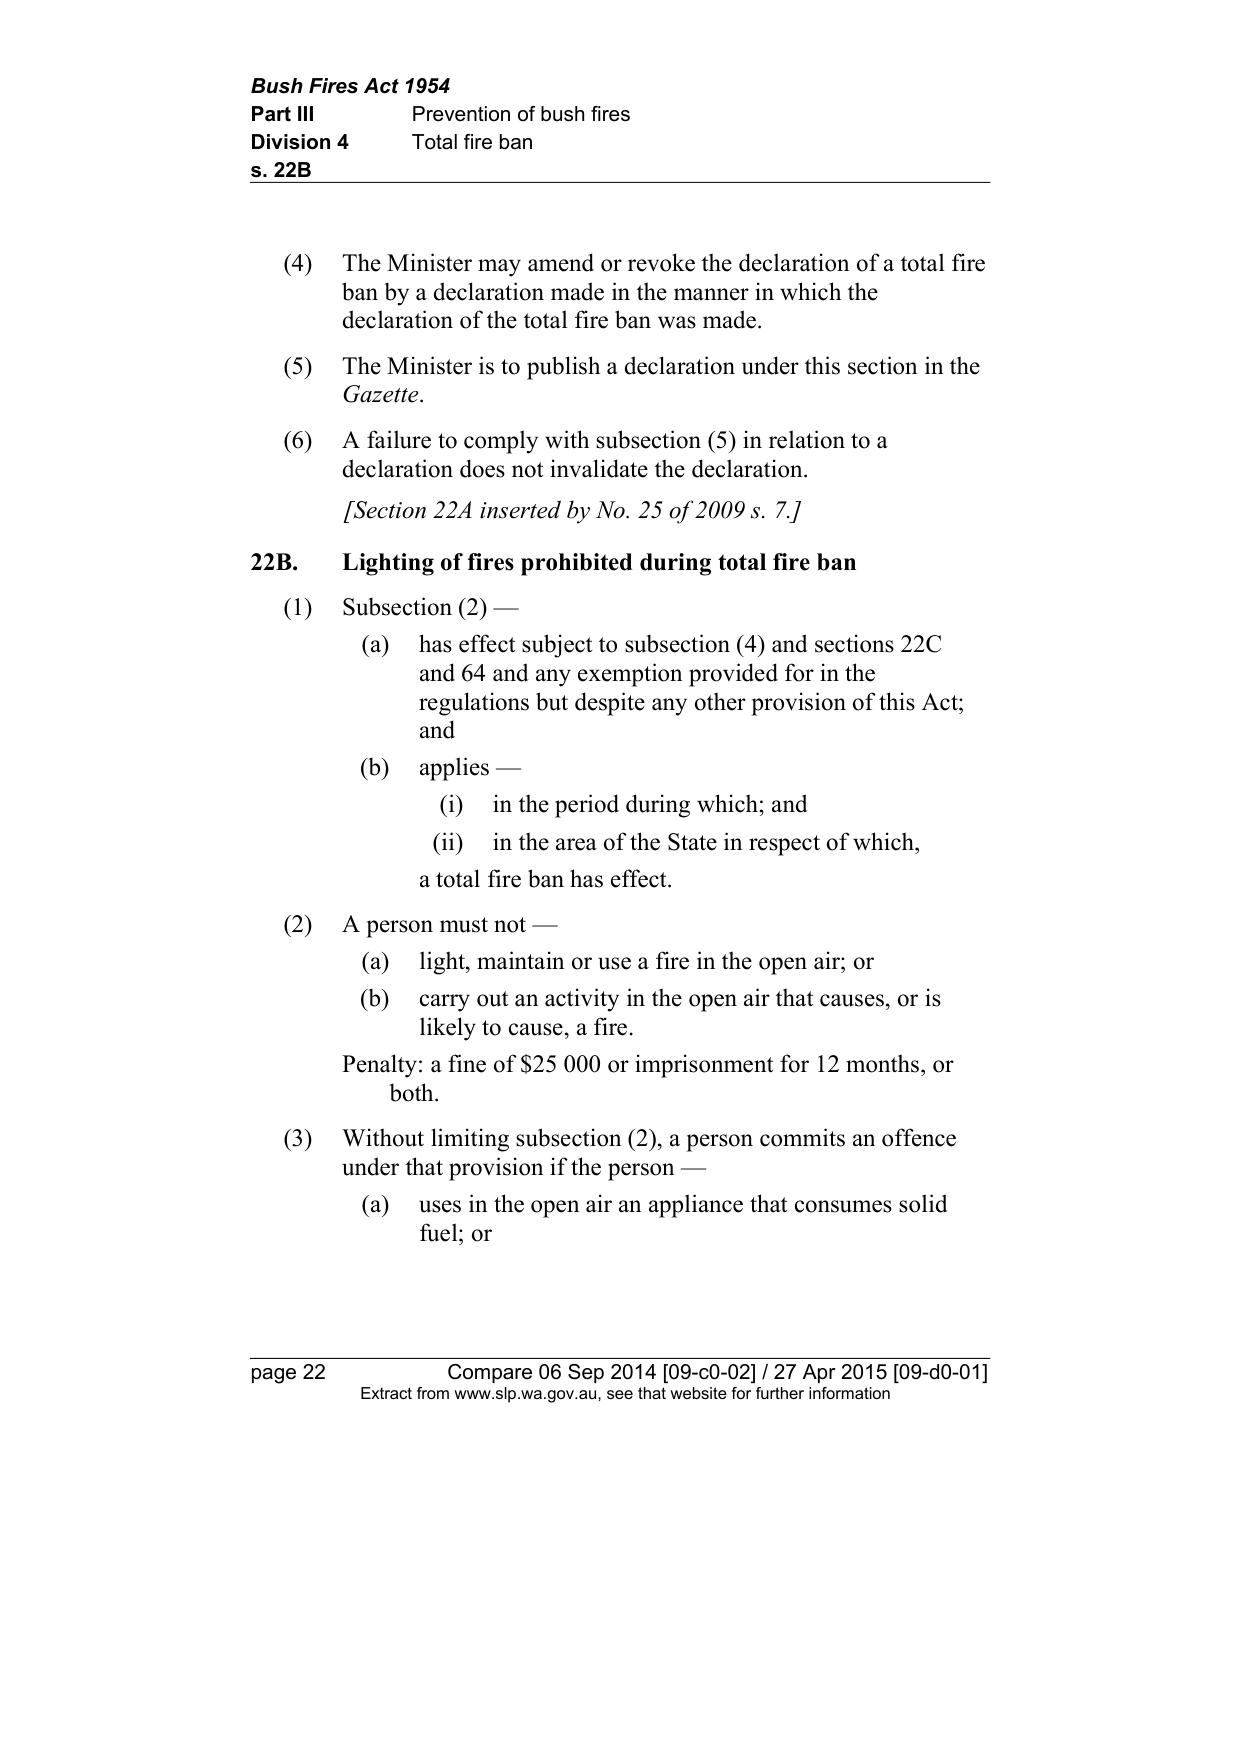 Bush Fires Act 1954
Part III Prevention of bush fires
Division 4 Total fire ban
s. 22B
(4) The Minister may amend or revoke the declaration of a total fire
ban by a declaration made in the manner in which the
declaration of the total fire ban was made.
(5) The Minister is to publish a declaration under this section in the
Gazette.
(6) A failure to comply with subsection (5) in relation to a
declaration does not invalidate the declaration.
[Section 22A inserted by No. 25 of 2009 s. 7.]
22B. Lighting of fires prohibited during total fire ban
(1) Subsection (2) —
(a) has effect subject to subsection (4) and sections 22C
and 64 and any exemption provided for in the
regulations but despite any other provision of this Act;
and
(b) applies —
(i) in the period during which; and
(ii) in the area of the State in respect of which,
a total fire ban has effect.
(2) A person must not —
(a) light, maintain or use a fire in the open air; or
(b) carry out an activity in the open air that causes, or is
likely to cause, a fire.
Penalty: a fine of $25 000 or imprisonment for 12 months, or
both.
(3) Without limiting subsection (2), a person commits an offence
under that provision if the person —
(a) uses in the open air an appliance that consumes solid
fuel; or
page 22 Compare 06 Sep 2014 [09-c0-02] / 27 Apr 2015 [09-d0-01]
Extract from www.slp.wa.gov.au, see that website for further information